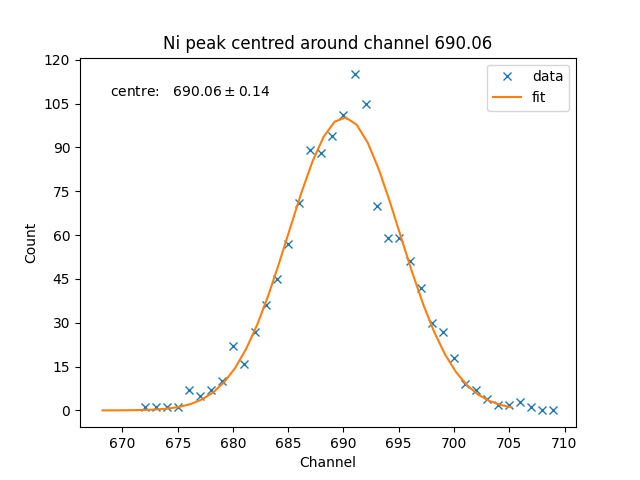 Ni peak centred around channel 690.06
centre: 690.06 ± 0.14
data
fit
120
105
90
75
60
45
30
15
0
Count
670 675 680 685 690 695 700 705 710
Channel